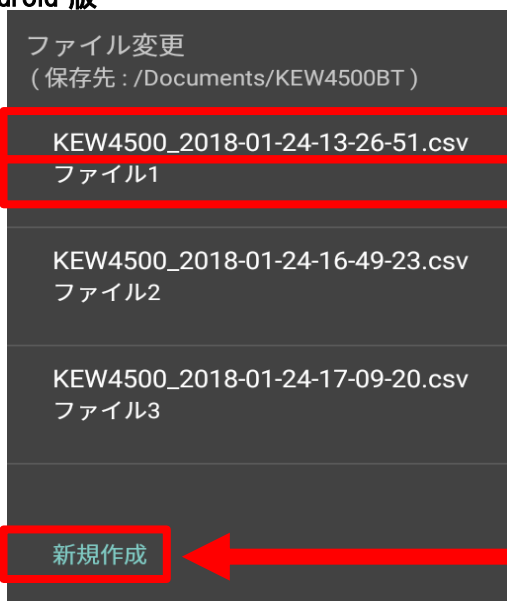 ファイル変更
( 保存先 : /Documents/KEW4500BT )
KEW4500_2018-01-24-13-26-51.csv
ファイル1
KEW4500_2018-01-24-16-49-23.csv
ファイル2
KEW4500_2018-01-24-17-09-20.csv
ファイル3
新規作成